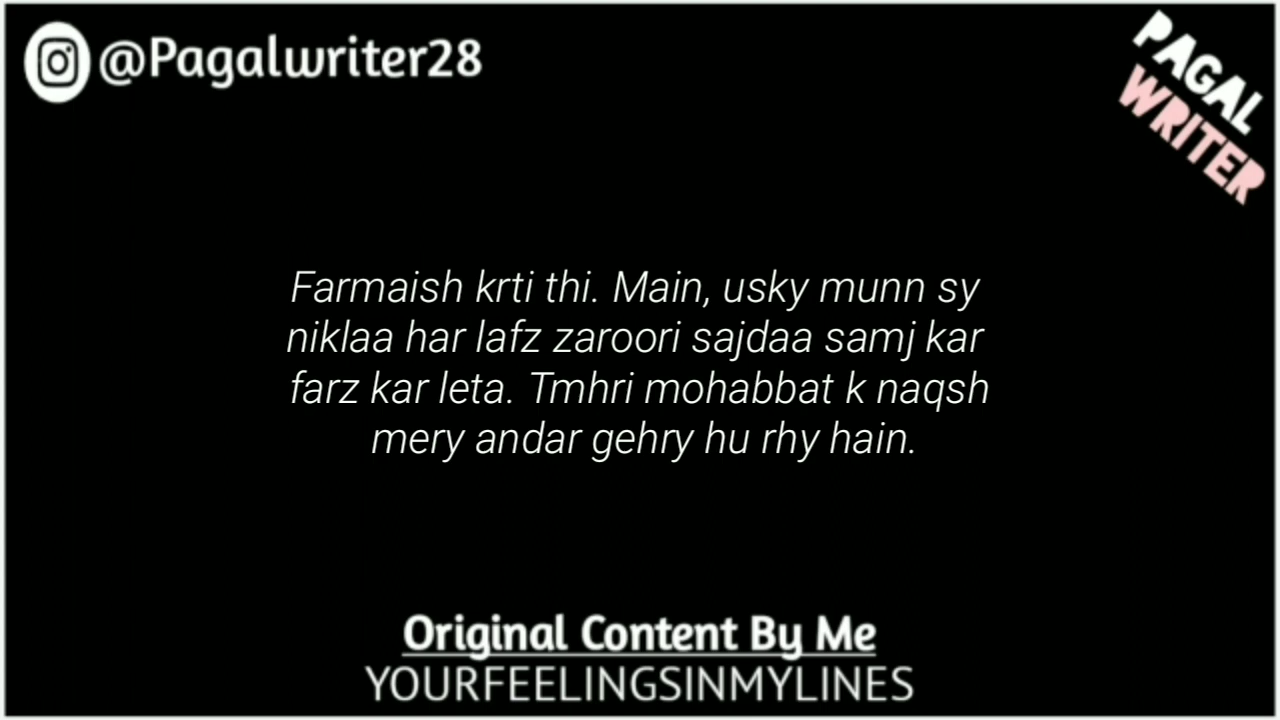 @Pagalwriter28
PAGAL
WRITER
Farmaish krti thi. Main, usky munn sy
niklaa har lafz zaroori sajdaa samj kar
farz kar leta. Tmhri mohabbat k naqsh
mery andar gehry hu rhy hain.
Original Content By Me
YOURFEELINGSINMYLINES